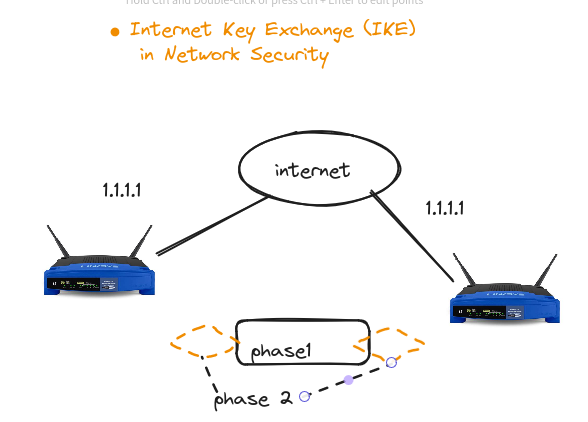 Hold Ctrl and Double-click or press Ctrl + Enter to edit points
• Internet Key Exchange (IKE)
in Network Security
internet
1.1.1.1
1.1.1.1
LINKSYS
phase1
phase 2